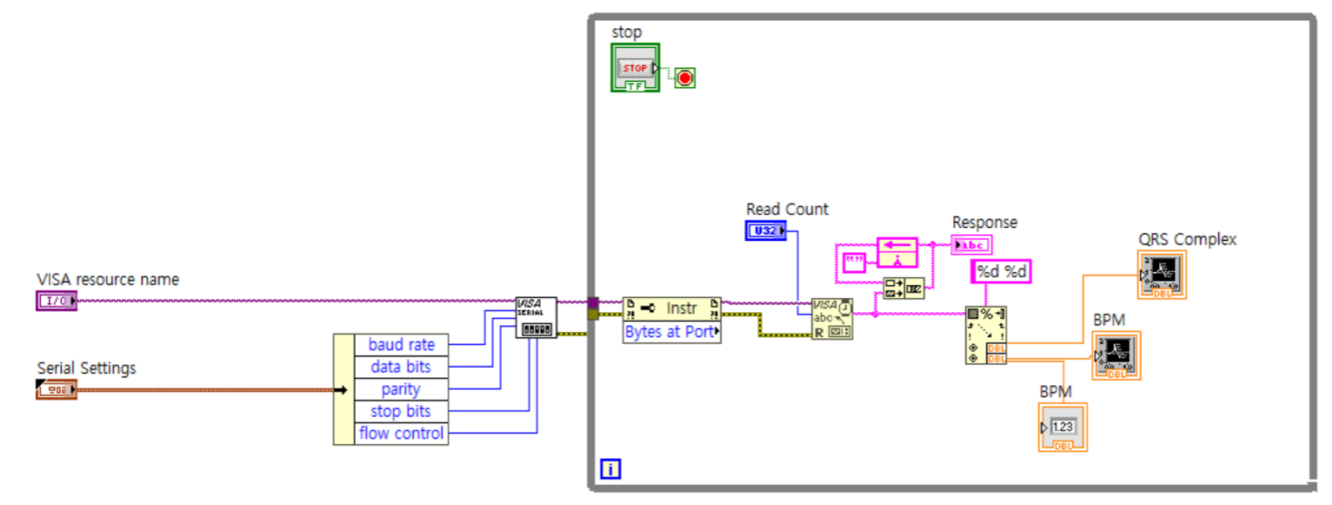 stop
STOP
TF
Read Count
U32
Response
abc
QRS Complex
DBL
VISA resource name
I/O
""
%d %d
VISA
SERIAL
Instr
Bytes at Port
VISA
abc
R
%
DBL
DBL
BPM
DBL
Serial Settings
baud rate
data bits
parity
stop bits
flow control
BPM
1.23
DBL
i